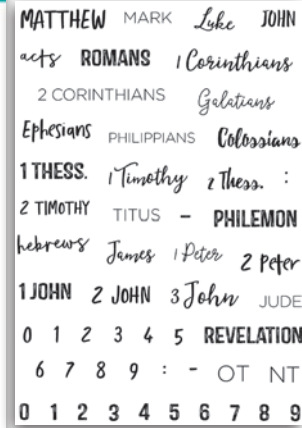 MATTHEW MARK Luke JOHN
acts ROMANS 1 Corinthians
2 CORINTHIANS Galatians
Ephesians PHILIPPIANS Colossians
1 THESS. 1 Timothy 2 Thess. :
2 TIMOTHY TITUS - PHILEMON
hebrews James 1 Peter 2 Peter
1 JOHN 2 JOHN 3 John JUDE
0 1 2 3 4 5 REVELATION
6 7 8 9 : - OT NT
0 1 2 3 4 5 6 7 8 9